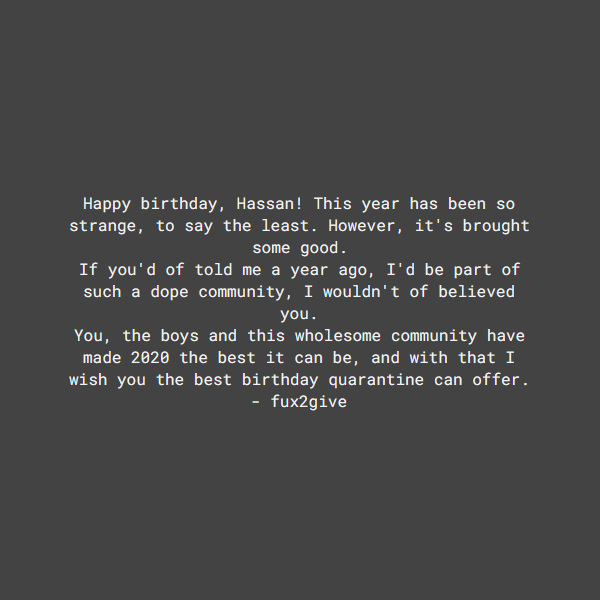 Happy birthday, Hassan! This year has been so
strange, to say the least. However, it's brought
some good.
If you'd of told me a year ago, I'd be part of
such a dope community, I wouldn't of believed
you.
You, the boys and this wholesome community have
made 2020 the best it can be, and with that I
wish you the best birthday quarantine can offer.
- fux2give